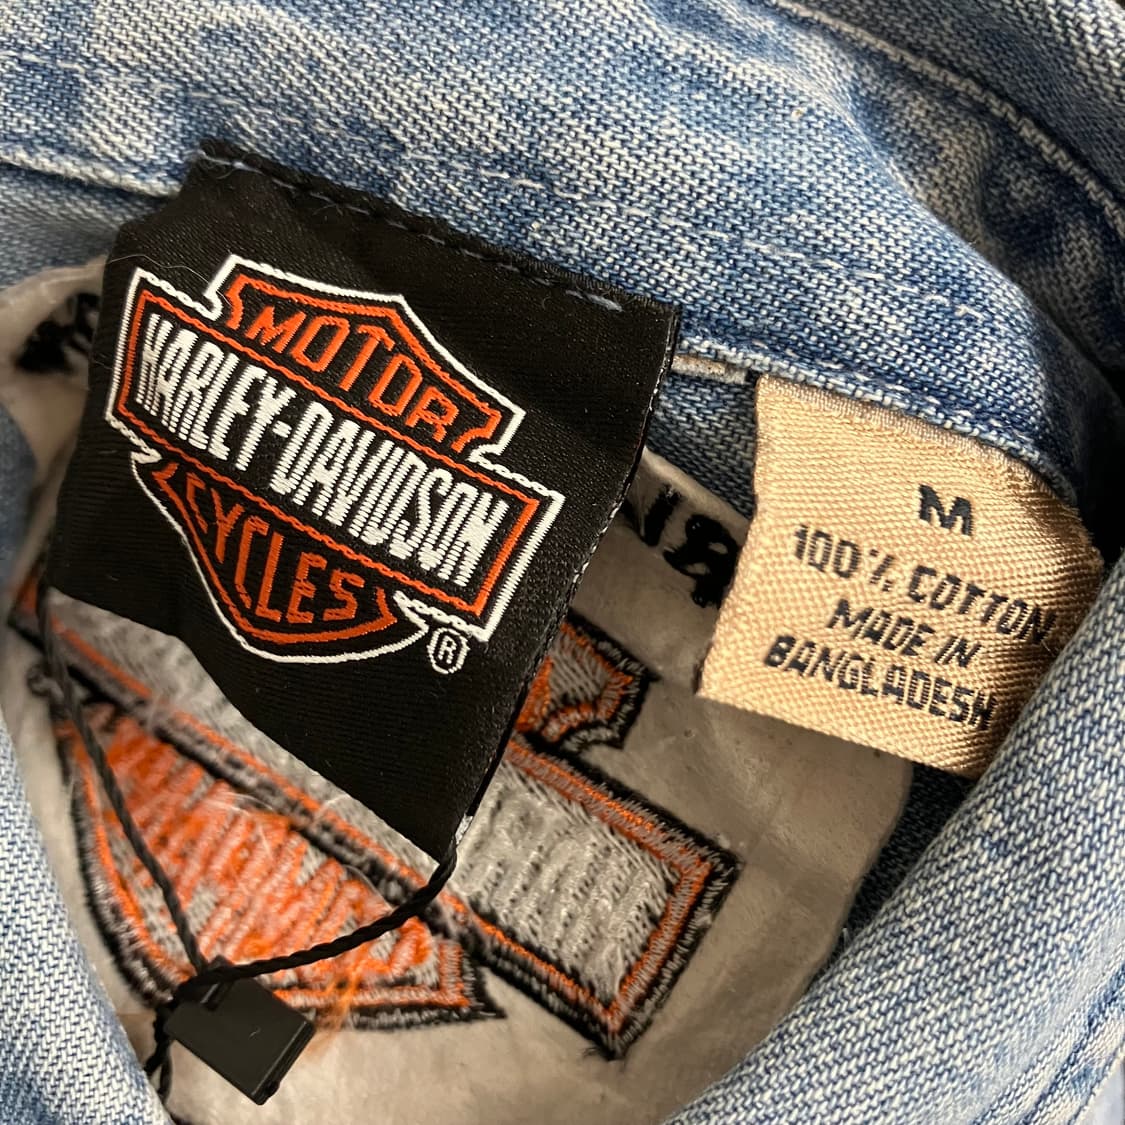 MOTOR
HARLEY-DAVIDSON
CYCLES
®
M
100% COTTON
MADE IN
BANGLADESH